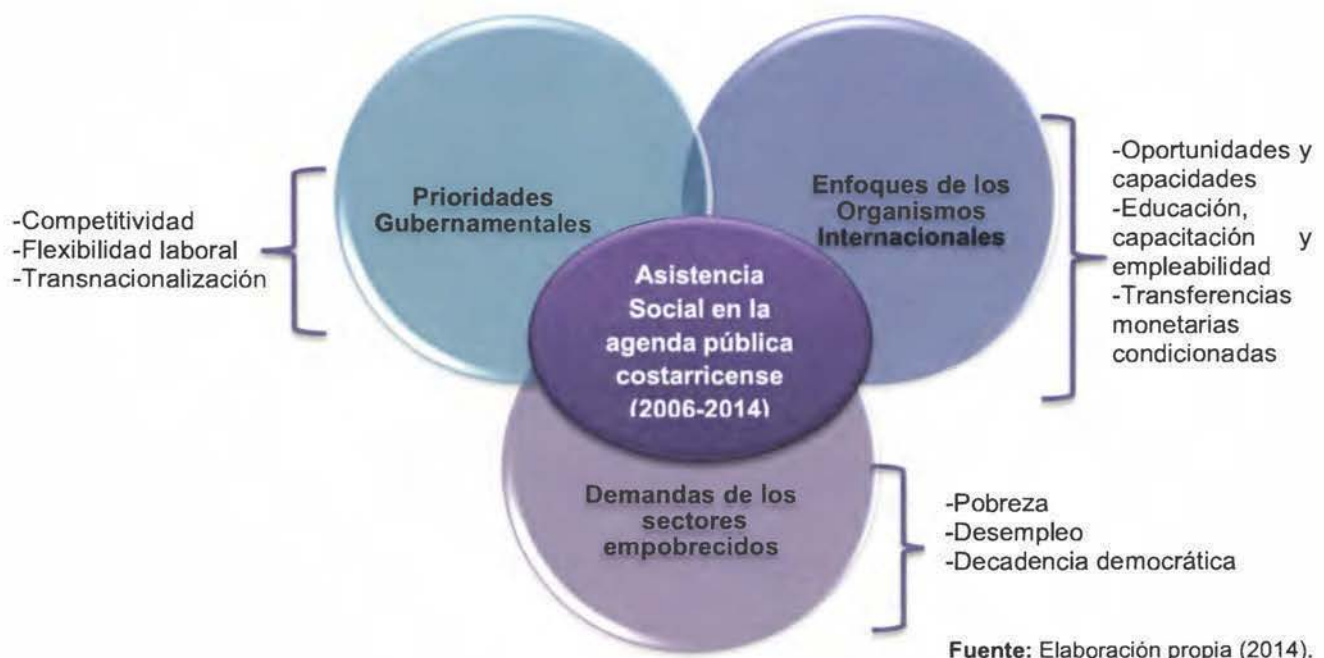 Prioridades
Gubernamentales
-Competitividad
-Flexibilidad laboral
-Transnacionalización
Enfoques de los
Organismos
Internacionales
-Oportunidades y
capacidades
-Educación,
capacitación y
empleabilidad
-Transferencias
monetarias
condicionadas
Asistencia
Social en la
agenda pública
costarricense
(2006-2014)
Demandas de los
sectores
empobrecidos
-Pobreza
-Desempleo
-Decadencia democrática
Fuente: Elaboración propia (2014).